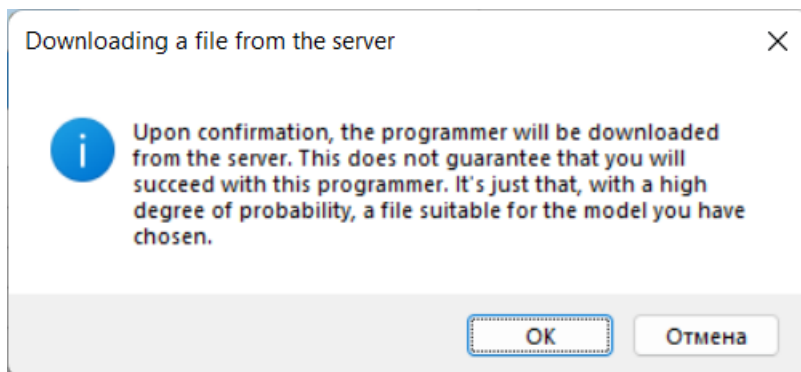 Downloading a file from the server
Upon confirmation, the programmer will be downloaded
from the server. This does not guarantee that you will
succeed with this programmer. It's just that, with a high
degree of probability, a file suitable for the model you have
chosen.
OK
Отмена